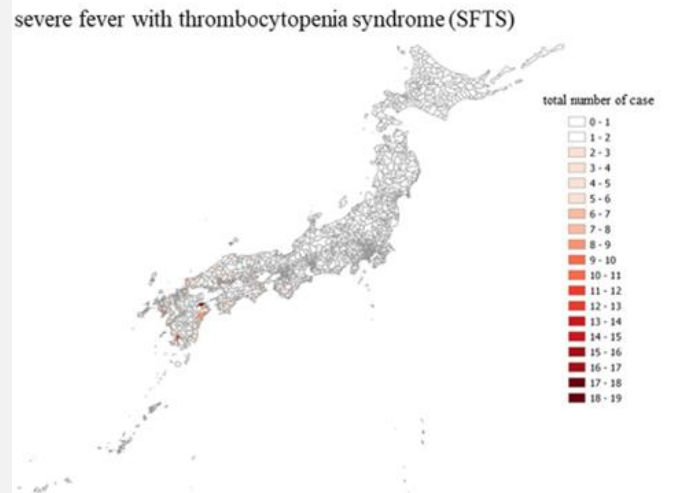 severe fever with thrombocytopenia syndrome (SFTS)
total number of case
0 - 1
1 - 2
2 - 3
3 - 4
4 - 5
5 - 6
6 - 7
7 - 8
8 - 9
9 - 10
10 - 11
11 - 12
12 - 13
13 - 14
14 - 15
15 - 16
16 - 17
17 - 18
18 - 19